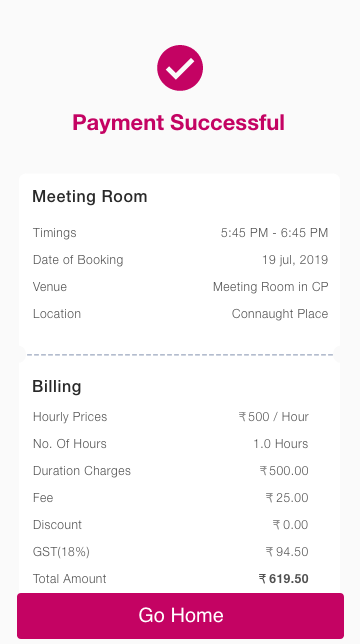 Payment Successful
Meeting Room
Timings 5:45 PM - 6:45 PM
Date of Booking 19 jul, 2019
Venue Meeting Room in CP
Location Connaught Place
Billing
Hourly Prices ₹500 / Hour
No. Of Hours 1.0 Hours
Duration Charges ₹500.00
Fee ₹25.00
Discount ₹0.00
GST(18%) ₹94.50
Total Amount ₹619.50
Go Home